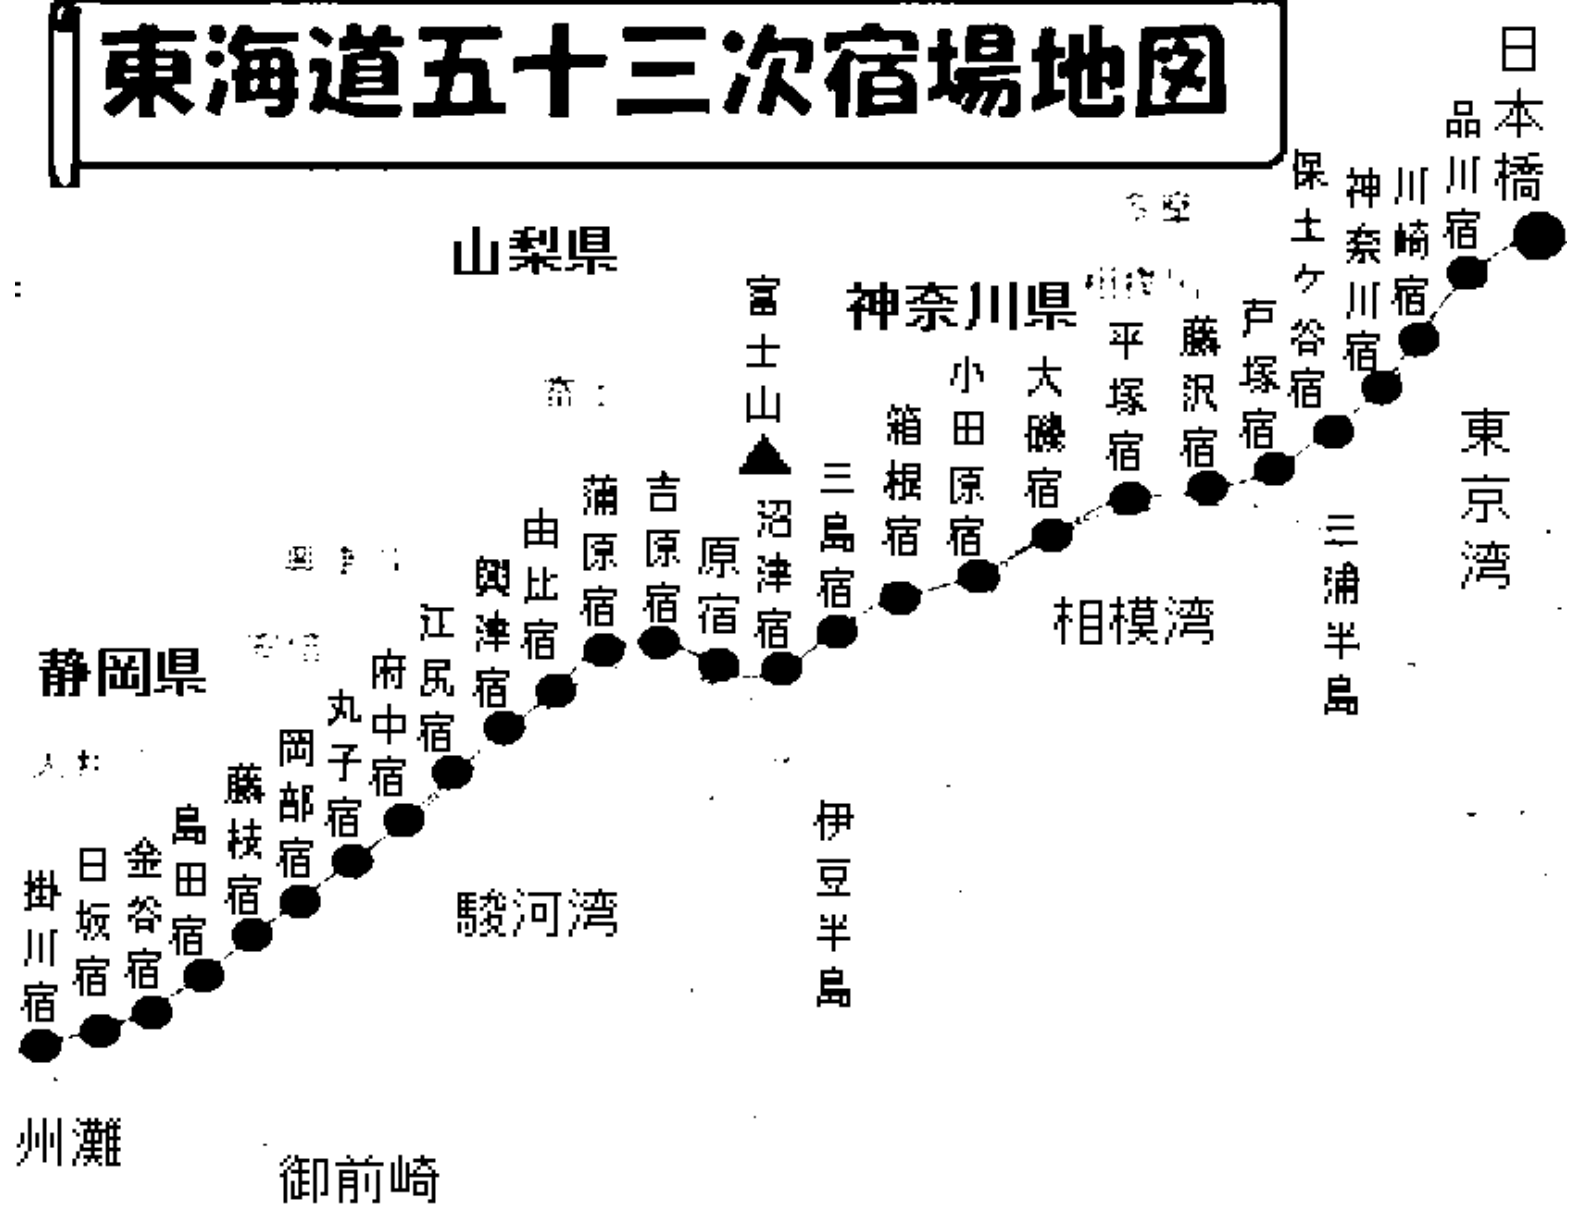 東海道五十三次宿場地図
日本橋
品川宿
川崎宿
神奈川宿
保土ケ谷宿
戸塚宿
藤沢宿
平塚宿
大磯宿
小田原宿
箱根宿
三島宿
沼津宿
原宿
吉原宿
蒲原宿
由比宿
興津宿
江尻宿
府中宿
丸子宿
岡部宿
藤枝宿
島田宿
金谷宿
日坂宿
掛川宿
山梨県
富士山
神奈川県
静岡県
東京湾
三浦半島
相模湾
伊豆半島
駿河湾
御前崎
州灘